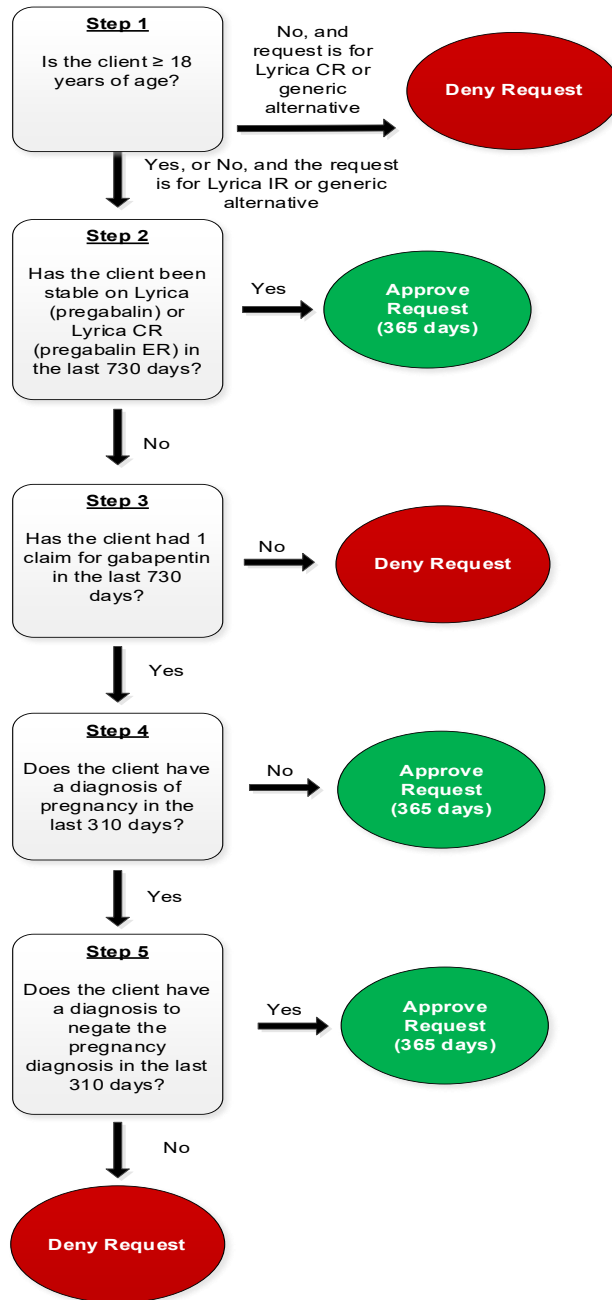 Step 1
Is the client ≥ 18
years of age?
No, and
request is for
Lyrica CR or
generic
alternative
Deny Request
Yes, or No, and the request
is for Lyrica IR or generic
alternative
Step 2
Has the client been
stable on Lyrica
(pregabalin) or
Lyrica CR
(pregabalin ER) in
the last 730 days?
Yes
Approve
Request
(365 days)
No
Step 3
Has the client had 1
claim for gabapentin
in the last 730
days?
No
Deny Request
Yes
Step 4
Does the client have
a diagnosis of
pregnancy in the
last 310 days?
No
Approve
Request
(365 days)
Yes
Step 5
Does the client have
a diagnosis to
negate the
pregnancy
diagnosis in the last
310 days?
Yes
Approve
Request
(365 days)
No
Deny Request